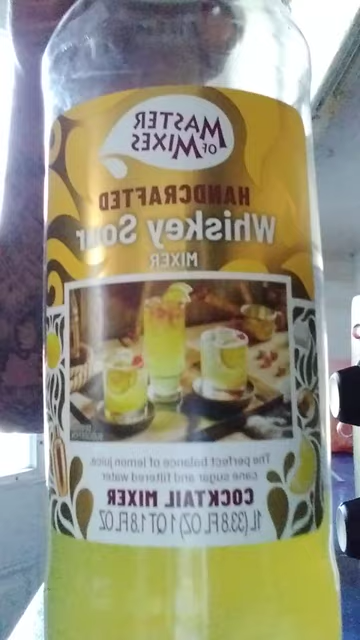 MASTER
OF MIXES
HANDCRAFTED
Whiskey Sour
MIXER
The perfect balance of lemon juice,
cane sugar and filtered water
COCKTAIL MIXER
1L (33.8 FL OZ) 1 QT 1.8 FL OZ